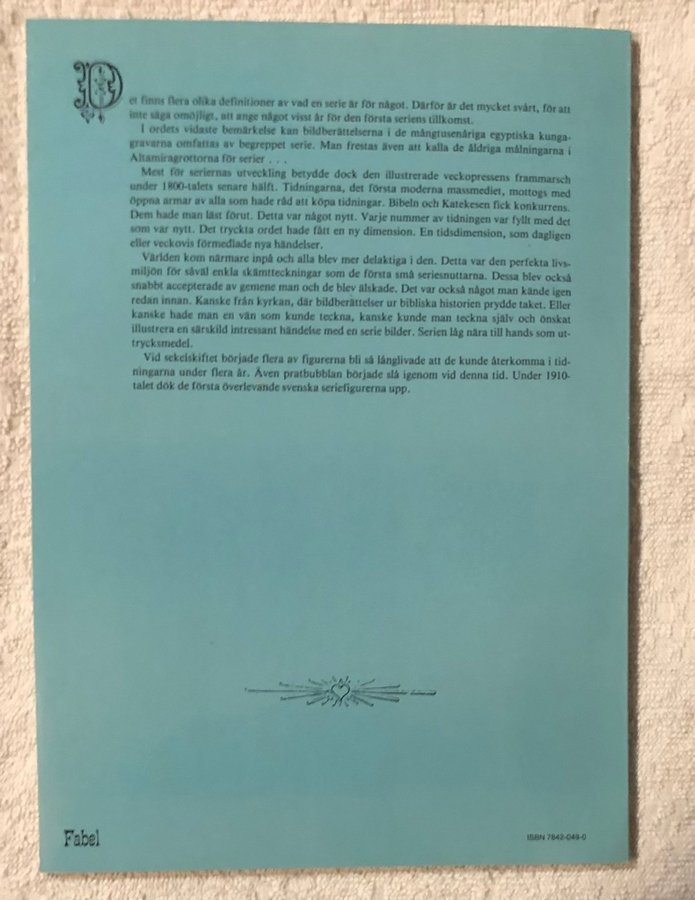 Det finns flera olika definitioner av vad en serie är för något. Därför är det mycket svårt, för att
inte säga omöjligt, att ange något visst år för den första seriens tillkomst.
I ordets vidaste bemärkelse kan bildberättelserna i de mångtusenåriga egyptiska kunga-
gravarna omfattas av begreppet serie. Man frestas även att kalla de åldriga målningarna i
Altamiragrottorna för serier . . .
Mest för seriernas utveckling betydde dock den illustrerade veckopressens frammarsch
under 1800-talets senare hälft. Tidningarna, det första moderna massmediet, mottogs med
öppna armar av alla som hade råd att köpa tidningar. Bibeln och Katekesen fick konkurrens.
Dem hade man läst förut. Detta var något nytt. Varje nummer av tidningen var fyllt med det
som var nytt. Det tryckta ordet hade fått en ny dimension. En tidsdimension, som dagligen
eller veckovis förmedlade nya händelser.
Världen kom närmare inpå och alla blev mer delaktiga i den. Detta var den perfekta livs-
miljön för såväl enkla skämtteckningar som de första små seriesnuttarna. Dessa blev också
snabbt accepterade av gemene man och de blev älskade. Det var också något man kände igen
redan innan. Kanske från kyrkan, där bildberättelser ur bibliska historien prydde taket. Eller
kanske hade man en vän som kunde teckna, kanske kunde man teckna själv och önskat
illustrera en särskild intressant händelse med en serie bilder. Serien låg nära till hands som ut-
trycksmedel.
Vid sekelskiftet började flera av figurerna bli så långlivade att de kunde återkomma i tid-
ningarna under flera år. Även pratbubblan började slå igenom vid denna tid. Under 1910-
talet dök de första överlevande svenska seriefigurerna upp.
Fabel
ISBN 7842-049-0